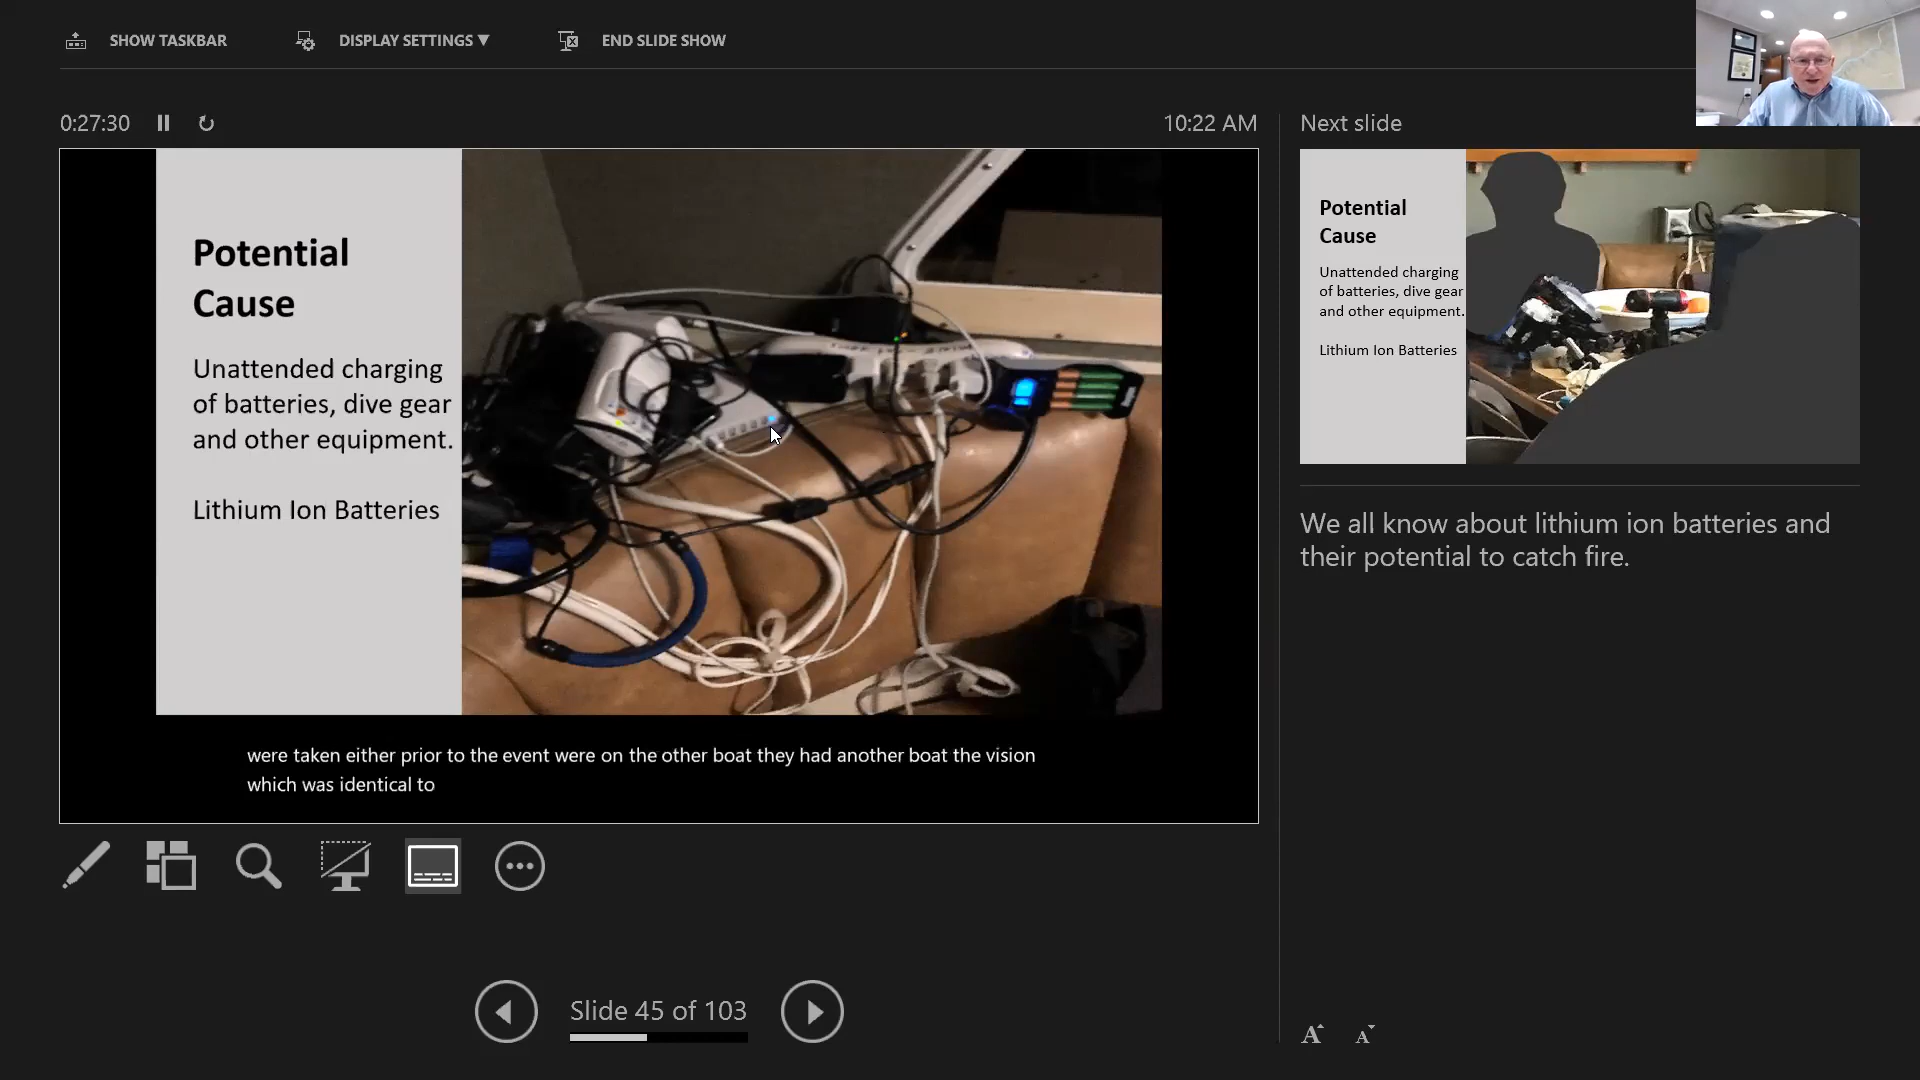 SHOW TASKBAR
DISPLAY SETTINGS ▼
END SLIDE SHOW
0:27:30
10:22 AM
Next slide
Potential
Cause
Unattended charging
of batteries, dive gear
and other equipment.
Lithium Ion Batteries
were taken either prior to the event were on the other boat they had another boat the vision
which was identical to
Potential
Cause
Unattended charging
of batteries, dive gear
and other equipment.
Lithium Ion Batteries
We all know about lithium ion batteries and
their potential to catch fire.
Slide 45 of 103
A A